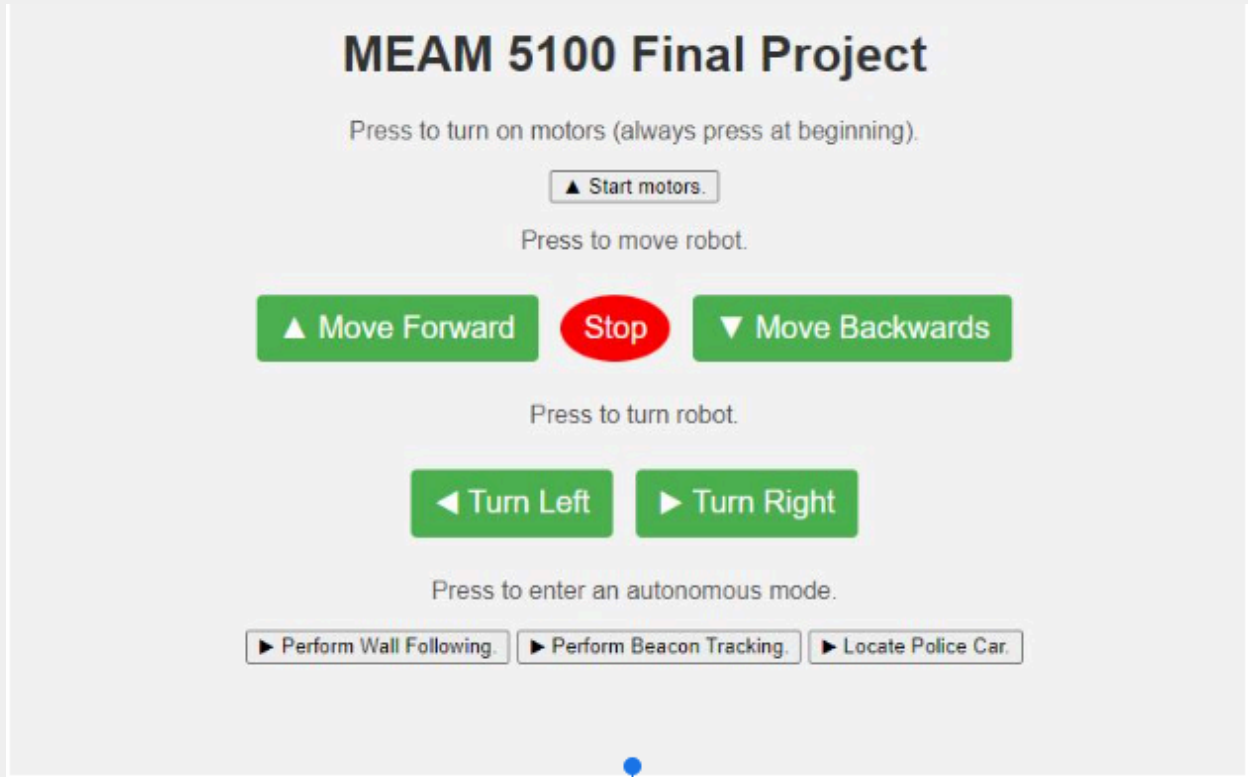 MEAM 5100 Final Project
Press to turn on motors (always press at beginning).
▲ Start motors.
Press to move robot.
▲ Move Forward Stop ▼ Move Backwards
Press to turn robot.
◀ Turn Left ▶ Turn Right
Press to enter an autonomous mode.
▶ Perform Wall Following. ▶ Perform Beacon Tracking. ▶ Locate Police Car.